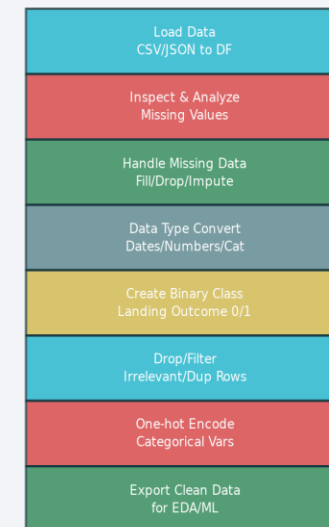 Load Data
CSV/JSON to DF
Inspect & Analyze
Missing Values
Handle Missing Data
Fill/Drop/Impute
Data Type Convert
Dates/Numbers/Cat
Create Binary Class
Landing Outcome 0/1
Drop/Filter
Irrelevant/Dup Rows
One-hot Encode
Categorical Vars
Export Clean Data
for EDA/ML